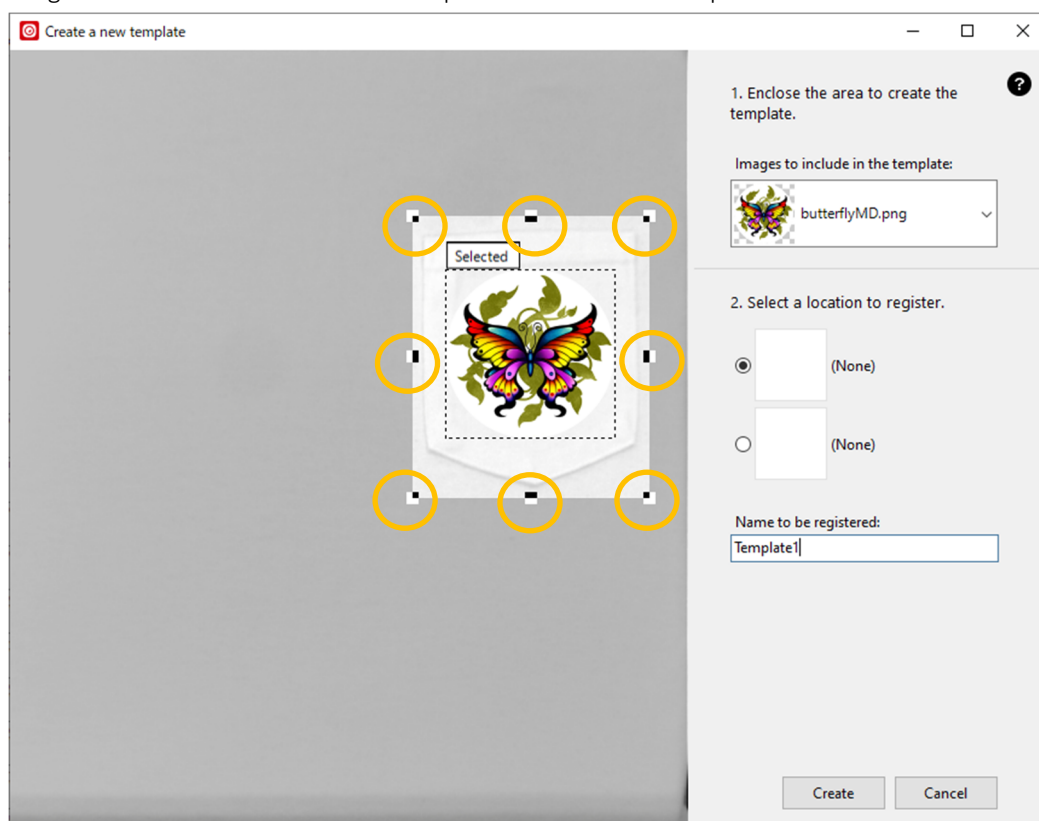 Create a new template
1. Enclose the area to create the
template.
?
Images to include in the template:
butterflyMD.png
Selected
2. Select a location to register.
(None)
(None)
Name to be registered:
Template1
Create
Cancel